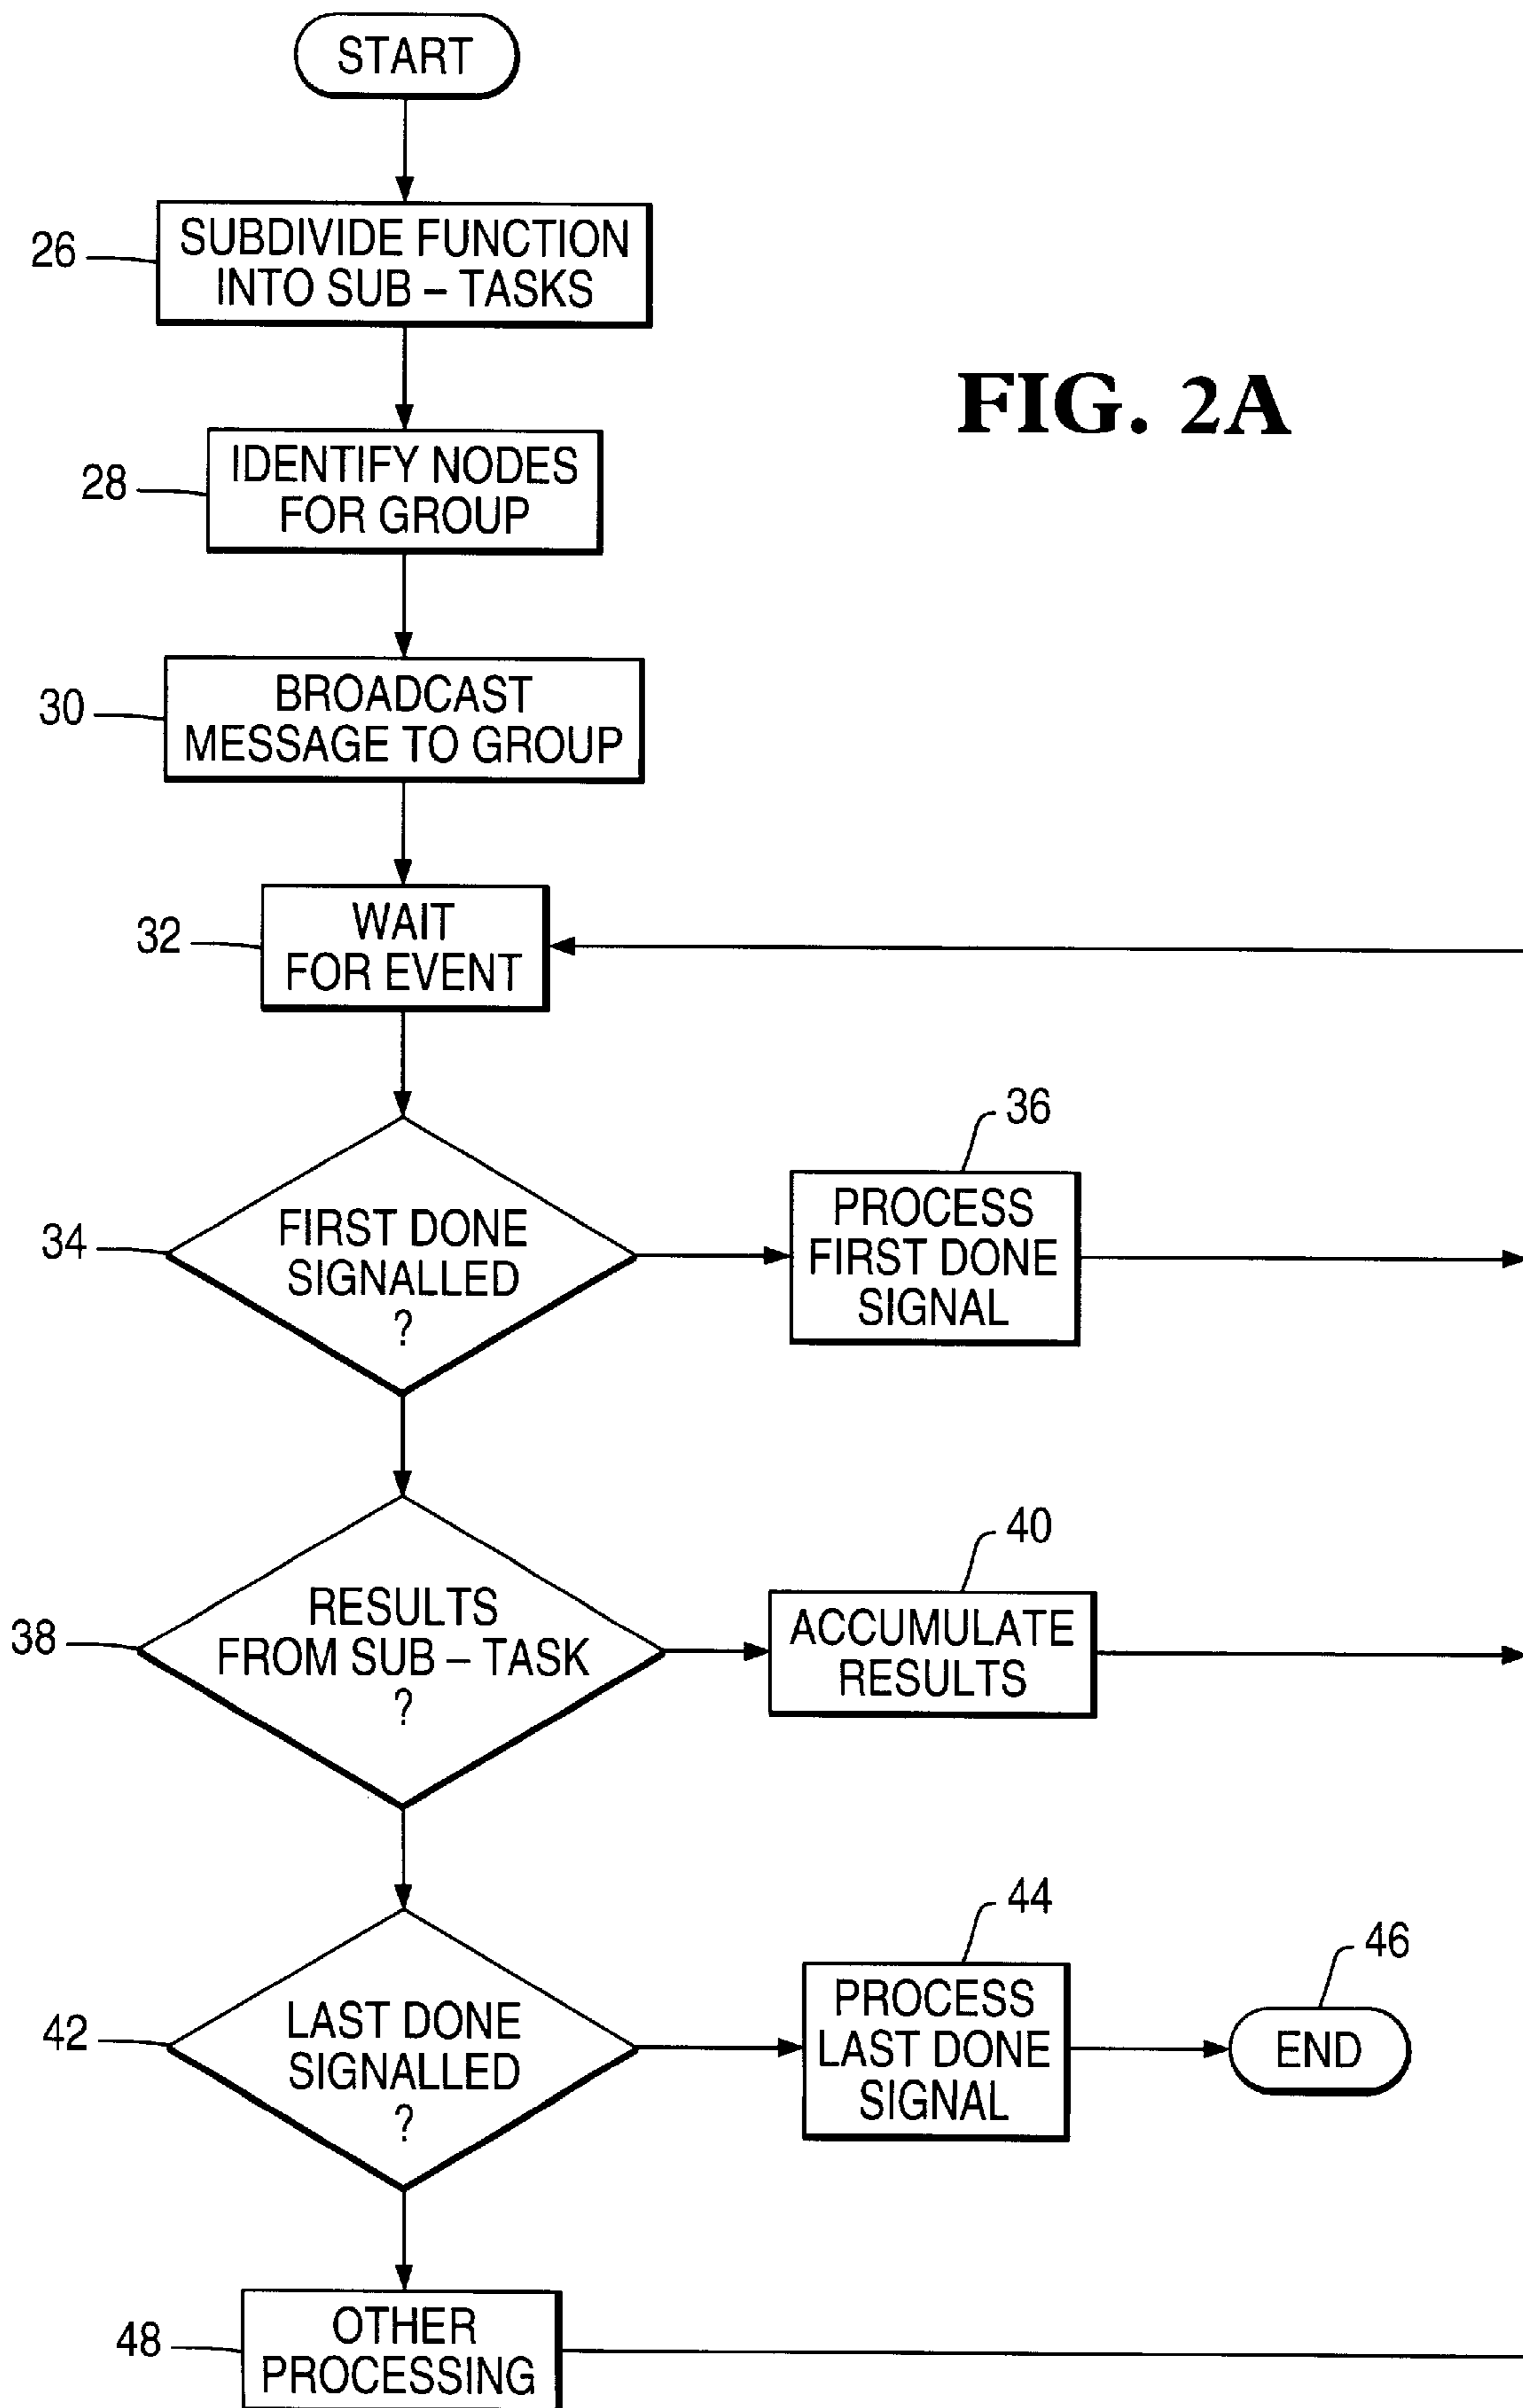 START
26
SUBDIVIDE FUNCTION
INTO SUB – TASKS
FIG. 2A
28
IDENTIFY NODES
FOR GROUP
30
BROADCAST
MESSAGE TO GROUP
32
WAIT
FOR EVENT
34
FIRST DONE
SIGNALLED
?
36
PROCESS
FIRST DONE
SIGNAL
38
RESULTS
FROM SUB – TASK
?
40
ACCUMULATE
RESULTS
42
LAST DONE
SIGNALLED
?
44
PROCESS
LAST DONE
SIGNAL
46
END
48
OTHER
PROCESSING